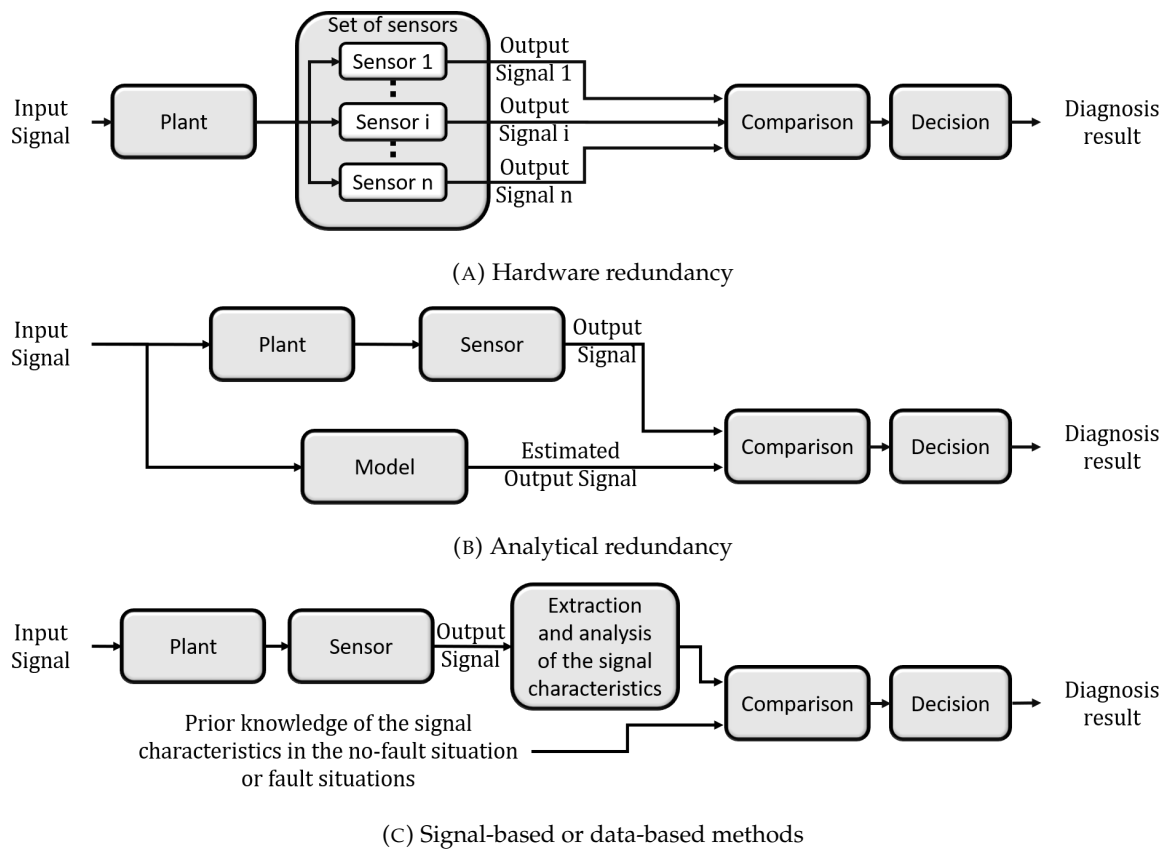 Set of sensors
Input
Signal
Plant
Sensor 1
Sensor i
Sensor n
Output
Signal 1
Output
Signal i
Output
Signal n
Comparison
Decision
Diagnosis
result
(A) Hardware redundancy
Input
Signal
Plant
Sensor
Output
Signal
Model
Estimated
Output Signal
Comparison
Decision
Diagnosis
result
(B) Analytical redundancy
Input
Signal
Plant
Sensor
Output
Signal
Extraction
and analysis
of the signal
characteristics
Prior knowledge of the signal
characteristics in the no-fault situation
or fault situations
Comparison
Decision
Diagnosis
result
(C) Signal-based or data-based methods